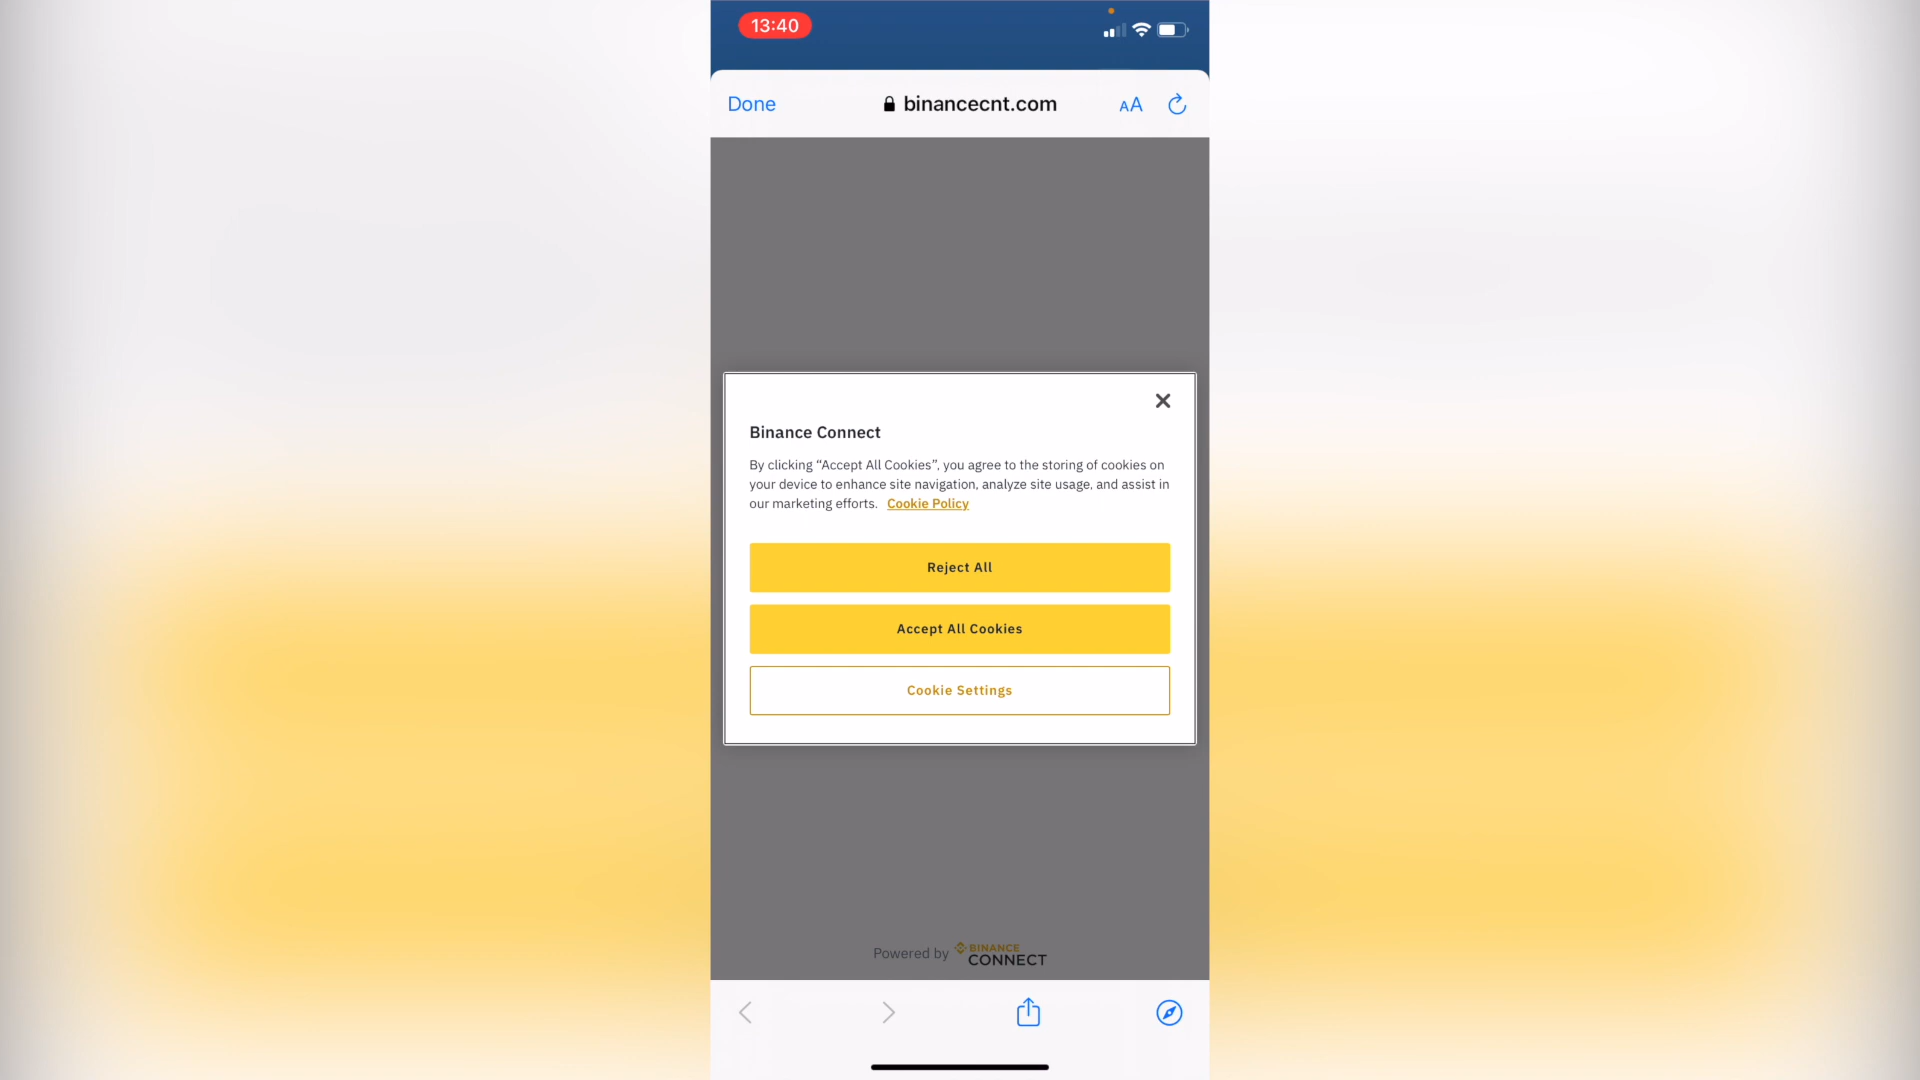 13:40
Done
binancecnt.com
AA
Binance Connect
By clicking “Accept All Cookies”, you agree to the storing of cookies on
your device to enhance site navigation, analyze site usage, and assist in
our marketing efforts. Cookie Policy
Reject All
Accept All Cookies
Cookie Settings
Powered by BINANCE
CONNECT